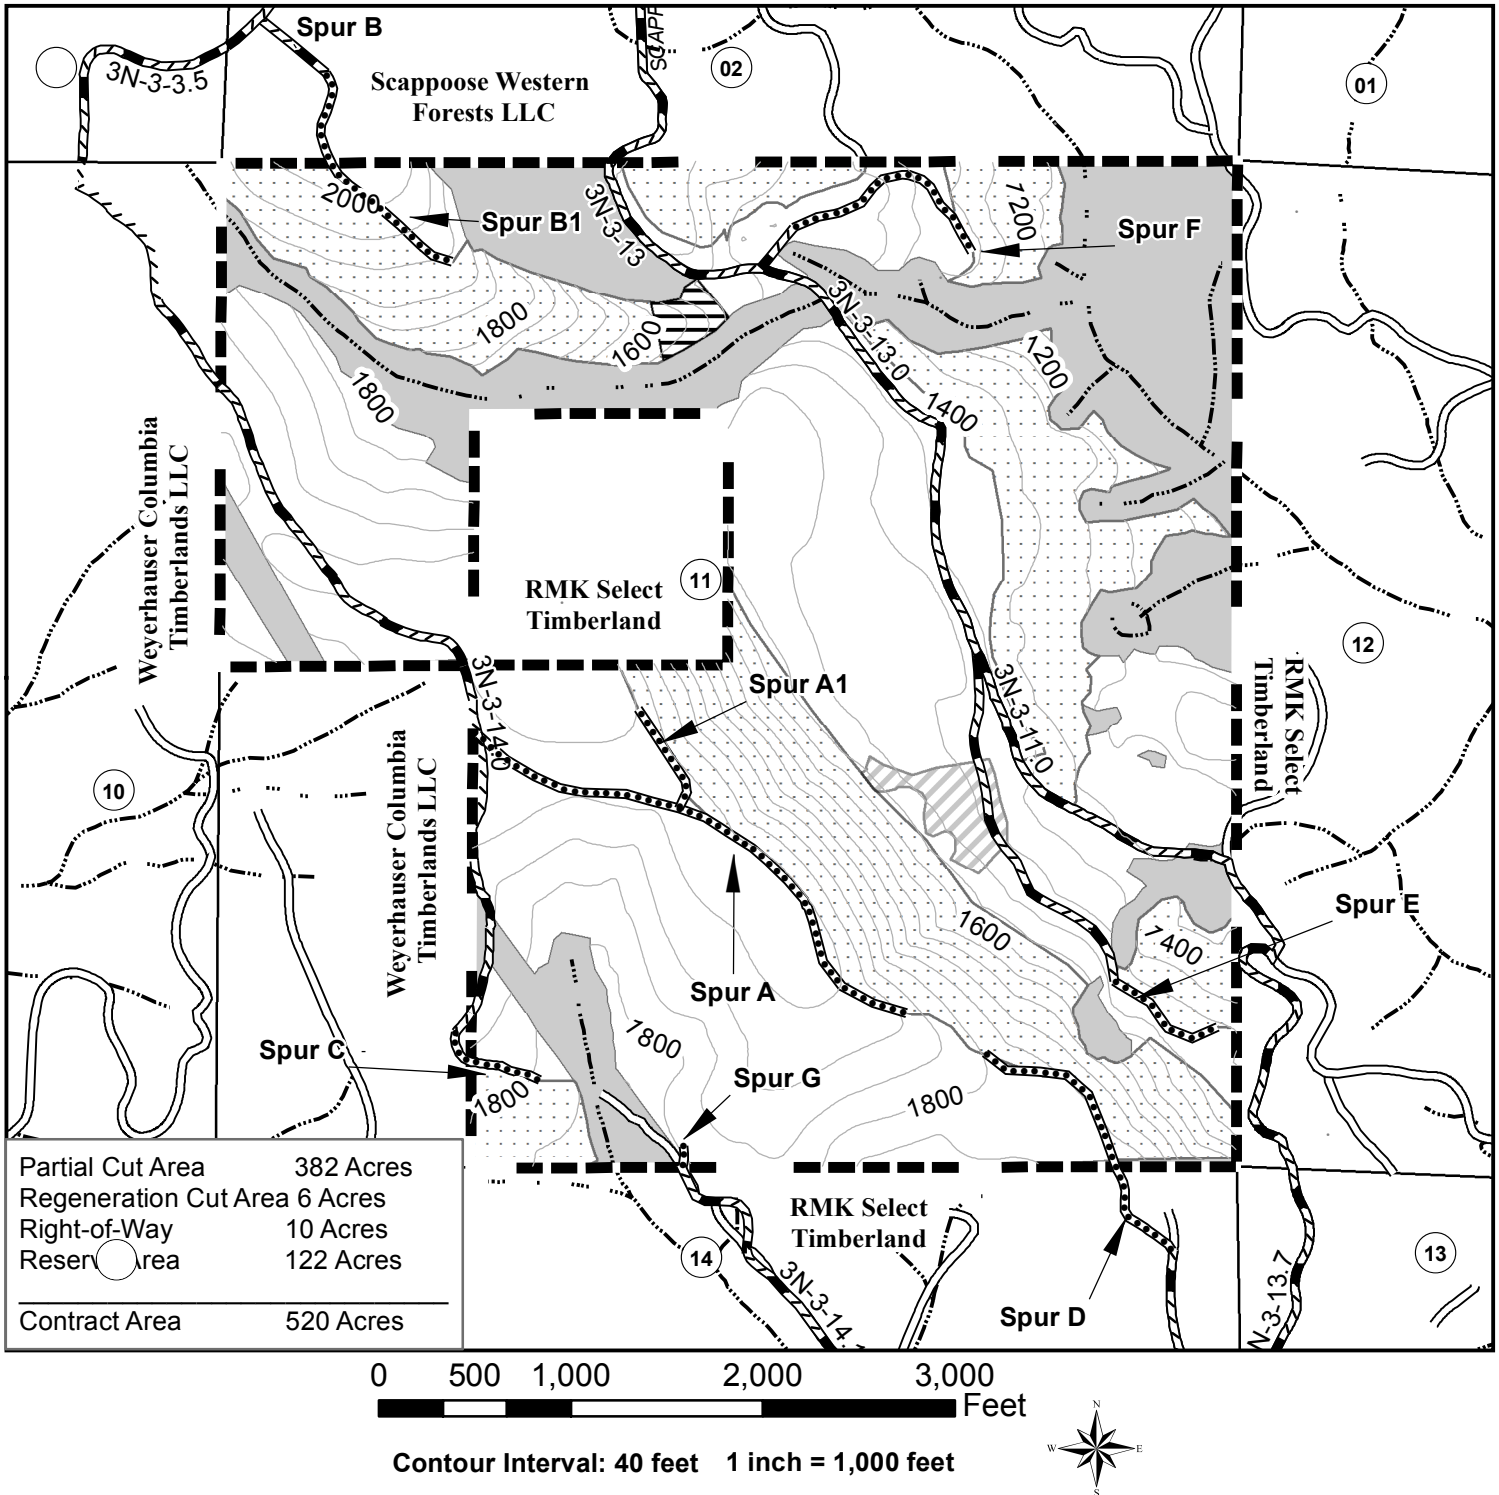 Spur B
SCAPP
Scappoose Western
Forests LLC
02
01
3N-3-3.5
2000
Spur B1
3N-3-13
1200
Spur F
1800
1600
3N-3-13.0
1200
1800
1400
Weyerhauser Columbia
Timberlands LLC
RMK Select
Timberland
11
12
3N-3-14.0
Spur A1
3N-3-11.0
RMK Select
Timberland
10
Weyerhauser Columbia
Timberlands LLC
Spur E
1600
1400
Spur A
1800
Spur C
Spur G
1800
1800
Partial Cut Area 382 Acres
Regeneration Cut Area 6 Acres
Right-of-Way 10 Acres
Reserv Area 122 Acres
Contract Area 520 Acres
RMK Select
Timberland
14
13
3N-3-14.1
Spur D
N-3-13.7
0 500 1,000 2,000 3,000
Feet
Contour Interval: 40 feet 1 inch = 1,000 feet
N
W E
S